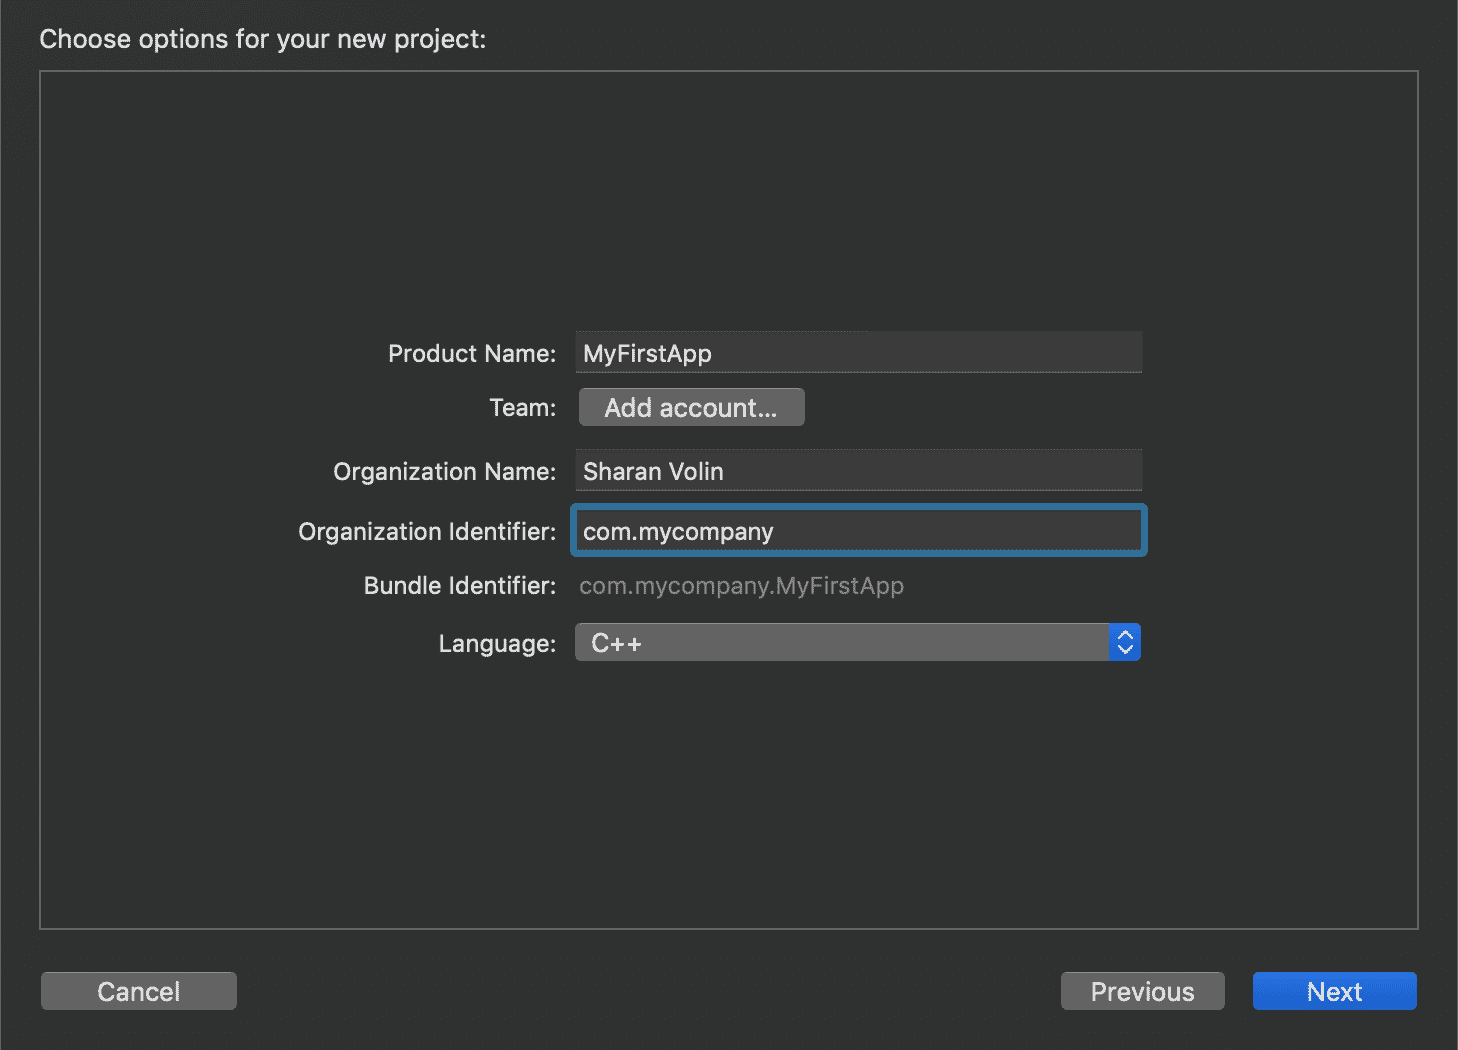 Choose options for your new project:
Product Name: MyFirstApp
Team: Add account...
Organization Name: Sharan Volin
Organization Identifier: com.mycompany
Bundle Identifier: com.mycompany.MyFirstApp
Language: C++
Cancel Previous Next